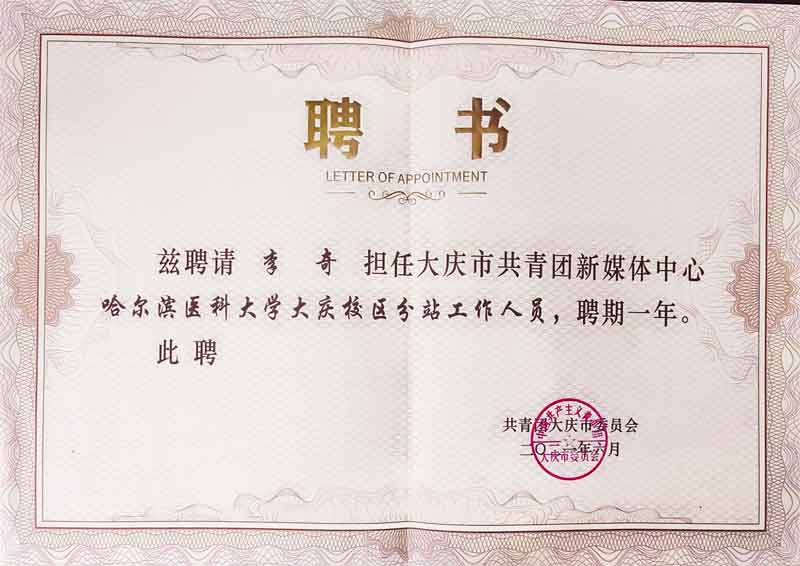 聘 书
LETTER OF APPOINTMENT
兹聘请 李 奇 担任大庆市共青团新媒体中心
哈尔滨医科大学大庆校区分站工作人员，聘期一年。
此 聘
共青团大庆市委员会
二〇二一年六月
大庆市委员会